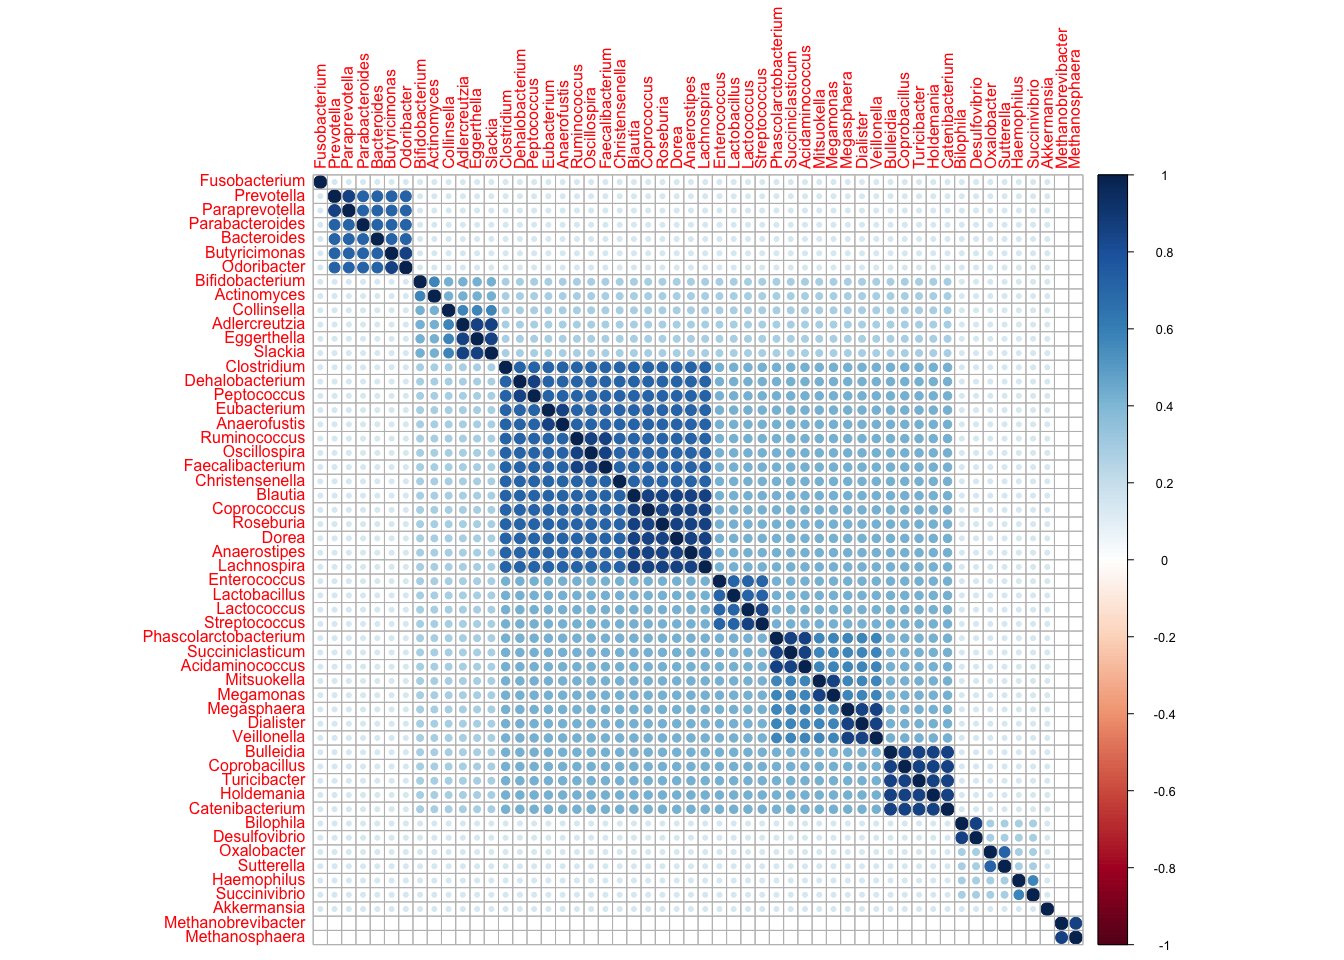 Fusobacterium
Prevotella
Paraprevotella
Parabacteroides
Bacteroides
Butyricimonas
Odoribacter
Bifidobacterium
Actinomyces
Collinsella
Adlercreutzia
Eggerthella
Slackia
Clostridium
Dehalobacterium
Peptococcus
Eubacterium
Anaerofustis
Ruminococcus
Oscillospira
Faecalibacterium
Christensenella
Blautia
Coprococcus
Roseburia
Dorea
Anaerostipes
Lachnospira
Enterococcus
Lactobacillus
Lactococcus
Streptococcus
Phascolarctobacterium
Succiniclasticum
Acidaminococcus
Mitsuokella
Megamonas
Megasphaera
Dialister
Veillonella
Bulleidia
Coprobacillus
Turicibacter
Holdemania
Catenibacterium
Bilophila
Desulfovibrio
Oxalobacter
Sutterella
Haemophilus
Succinivibrio
Akkermansia
Methanobrevibacter
Methanosphaera
Fusobacterium
Prevotella
Paraprevotella
Parabacteroides
Bacteroides
Butyricimonas
Odoribacter
Bifidobacterium
Actinomyces
Collinsella
Adlercreutzia
Eggerthella
Slackia
Clostridium
Dehalobacterium
Peptococcus
Eubacterium
Anaerofustis
Ruminococcus
Oscillospira
Faecalibacterium
Christensenella
Blautia
Coprococcus
Roseburia
Dorea
Anaerostipes
Lachnospira
Enterococcus
Lactobacillus
Lactococcus
Streptococcus
Phascolarctobacterium
Succiniclasticum
Acidaminococcus
Mitsuokella
Megamonas
Megasphaera
Dialister
Veillonella
Bulleidia
Coprobacillus
Turicibacter
Holdemania
Catenibacterium
Bilophila
Desulfovibrio
Oxalobacter
Sutterella
Haemophilus
Succinivibrio
Akkermansia
Methanobrevibacter
Methanosphaera
1
0.8
0.6
0.4
0.2
0
-0.2
-0.4
-0.6
-0.8
-1